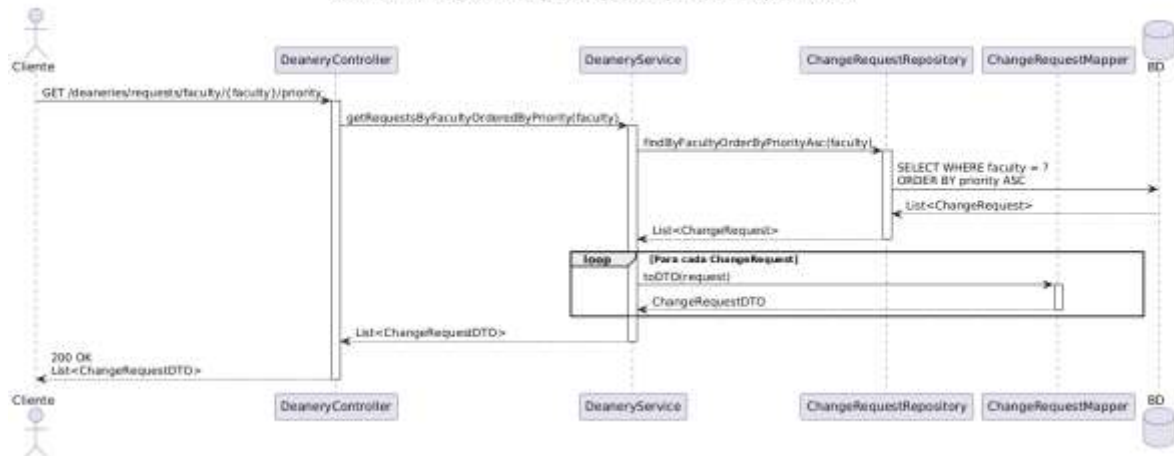 Cliente
DeaneryController
DeaneryService
ChangeRequestRepository
ChangeRequestMapper
BD
GET /deaneries/requests/faculty/{faculty}/priority
getRequestsByFacultyOrderedByPriority(faculty)
findByFacultyOrderByPriorityAsc(faculty)
SELECT WHERE faculty = ?
ORDER BY priority ASC
List<ChangeRequest>
List<ChangeRequest>
loop [Para cada ChangeRequest]
toDTO(request)
ChangeRequestDTO
List<ChangeRequestDTO>
200 OK
List<ChangeRequestDTO>
Cliente
DeaneryController
DeaneryService
ChangeRequestRepository
ChangeRequestMapper
BD